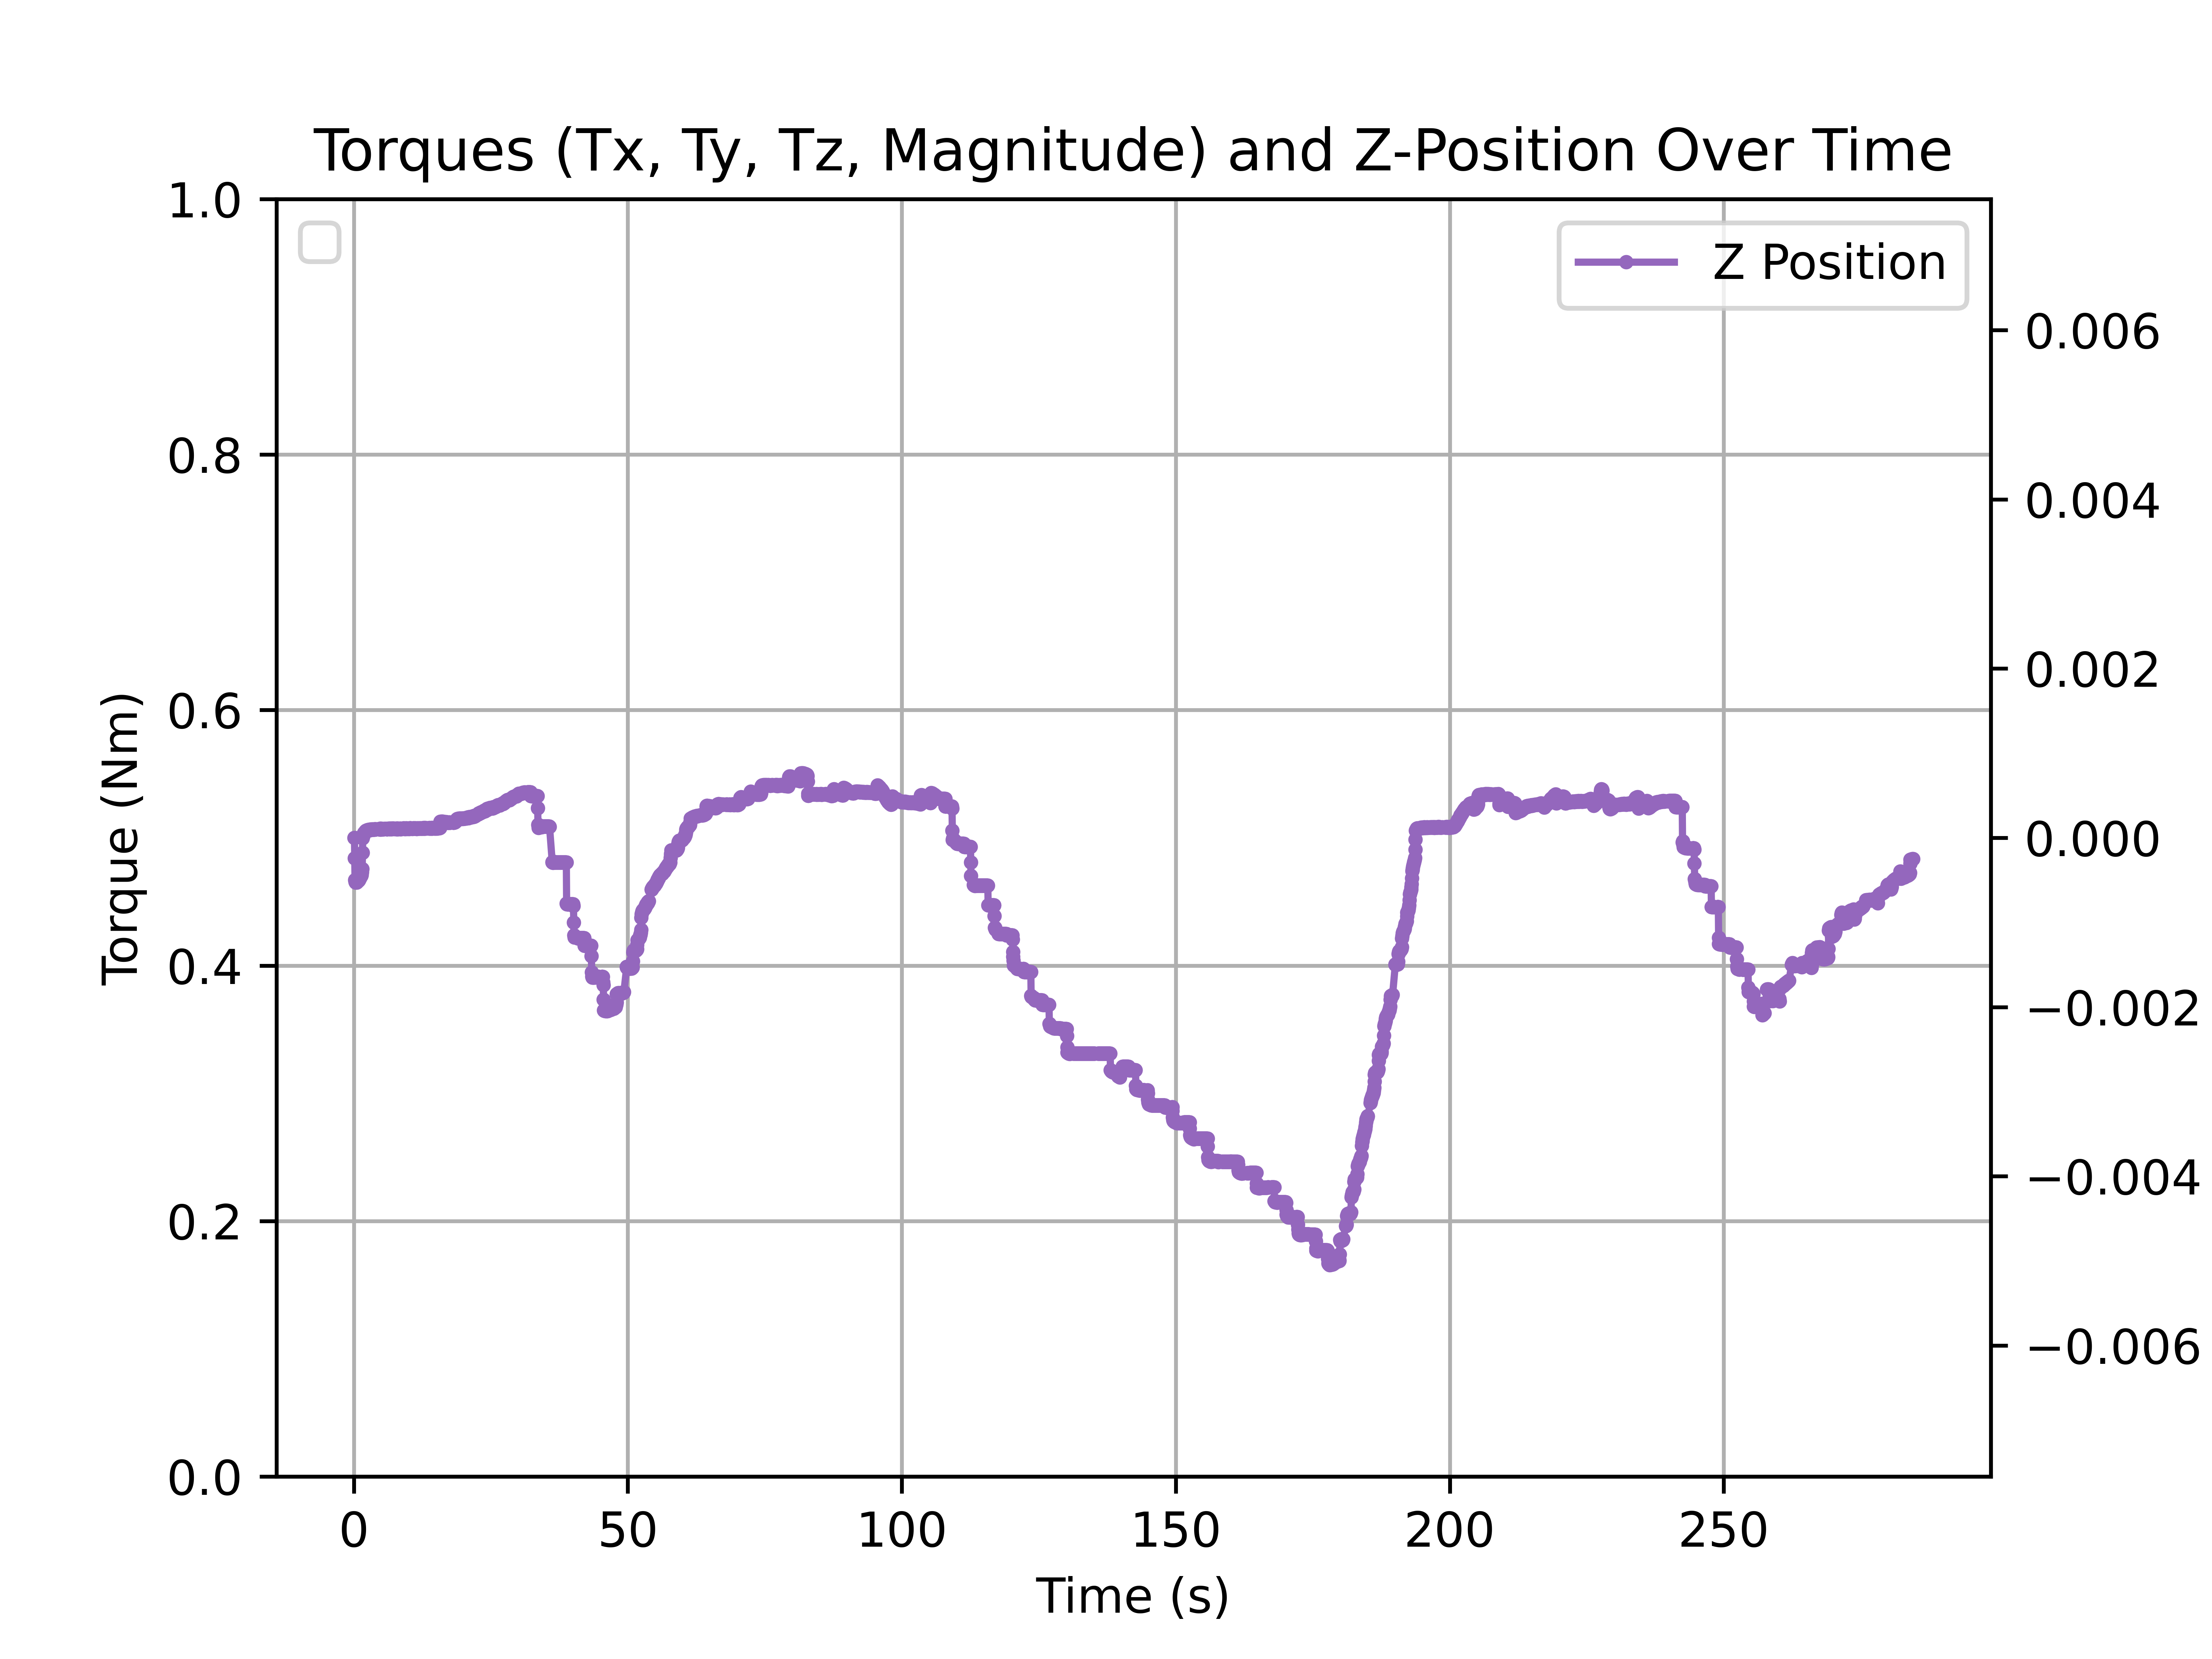 Torques (Tx, Ty, Tz, Magnitude) and Z-Position Over Time
Z Position
1.0
0.8
0.6
0.4
0.2
0.0
Torque (Nm)
0.006
0.004
0.002
0.000
−0.002
−0.004
−0.006
0 50 100 150 200 250
Time (s)